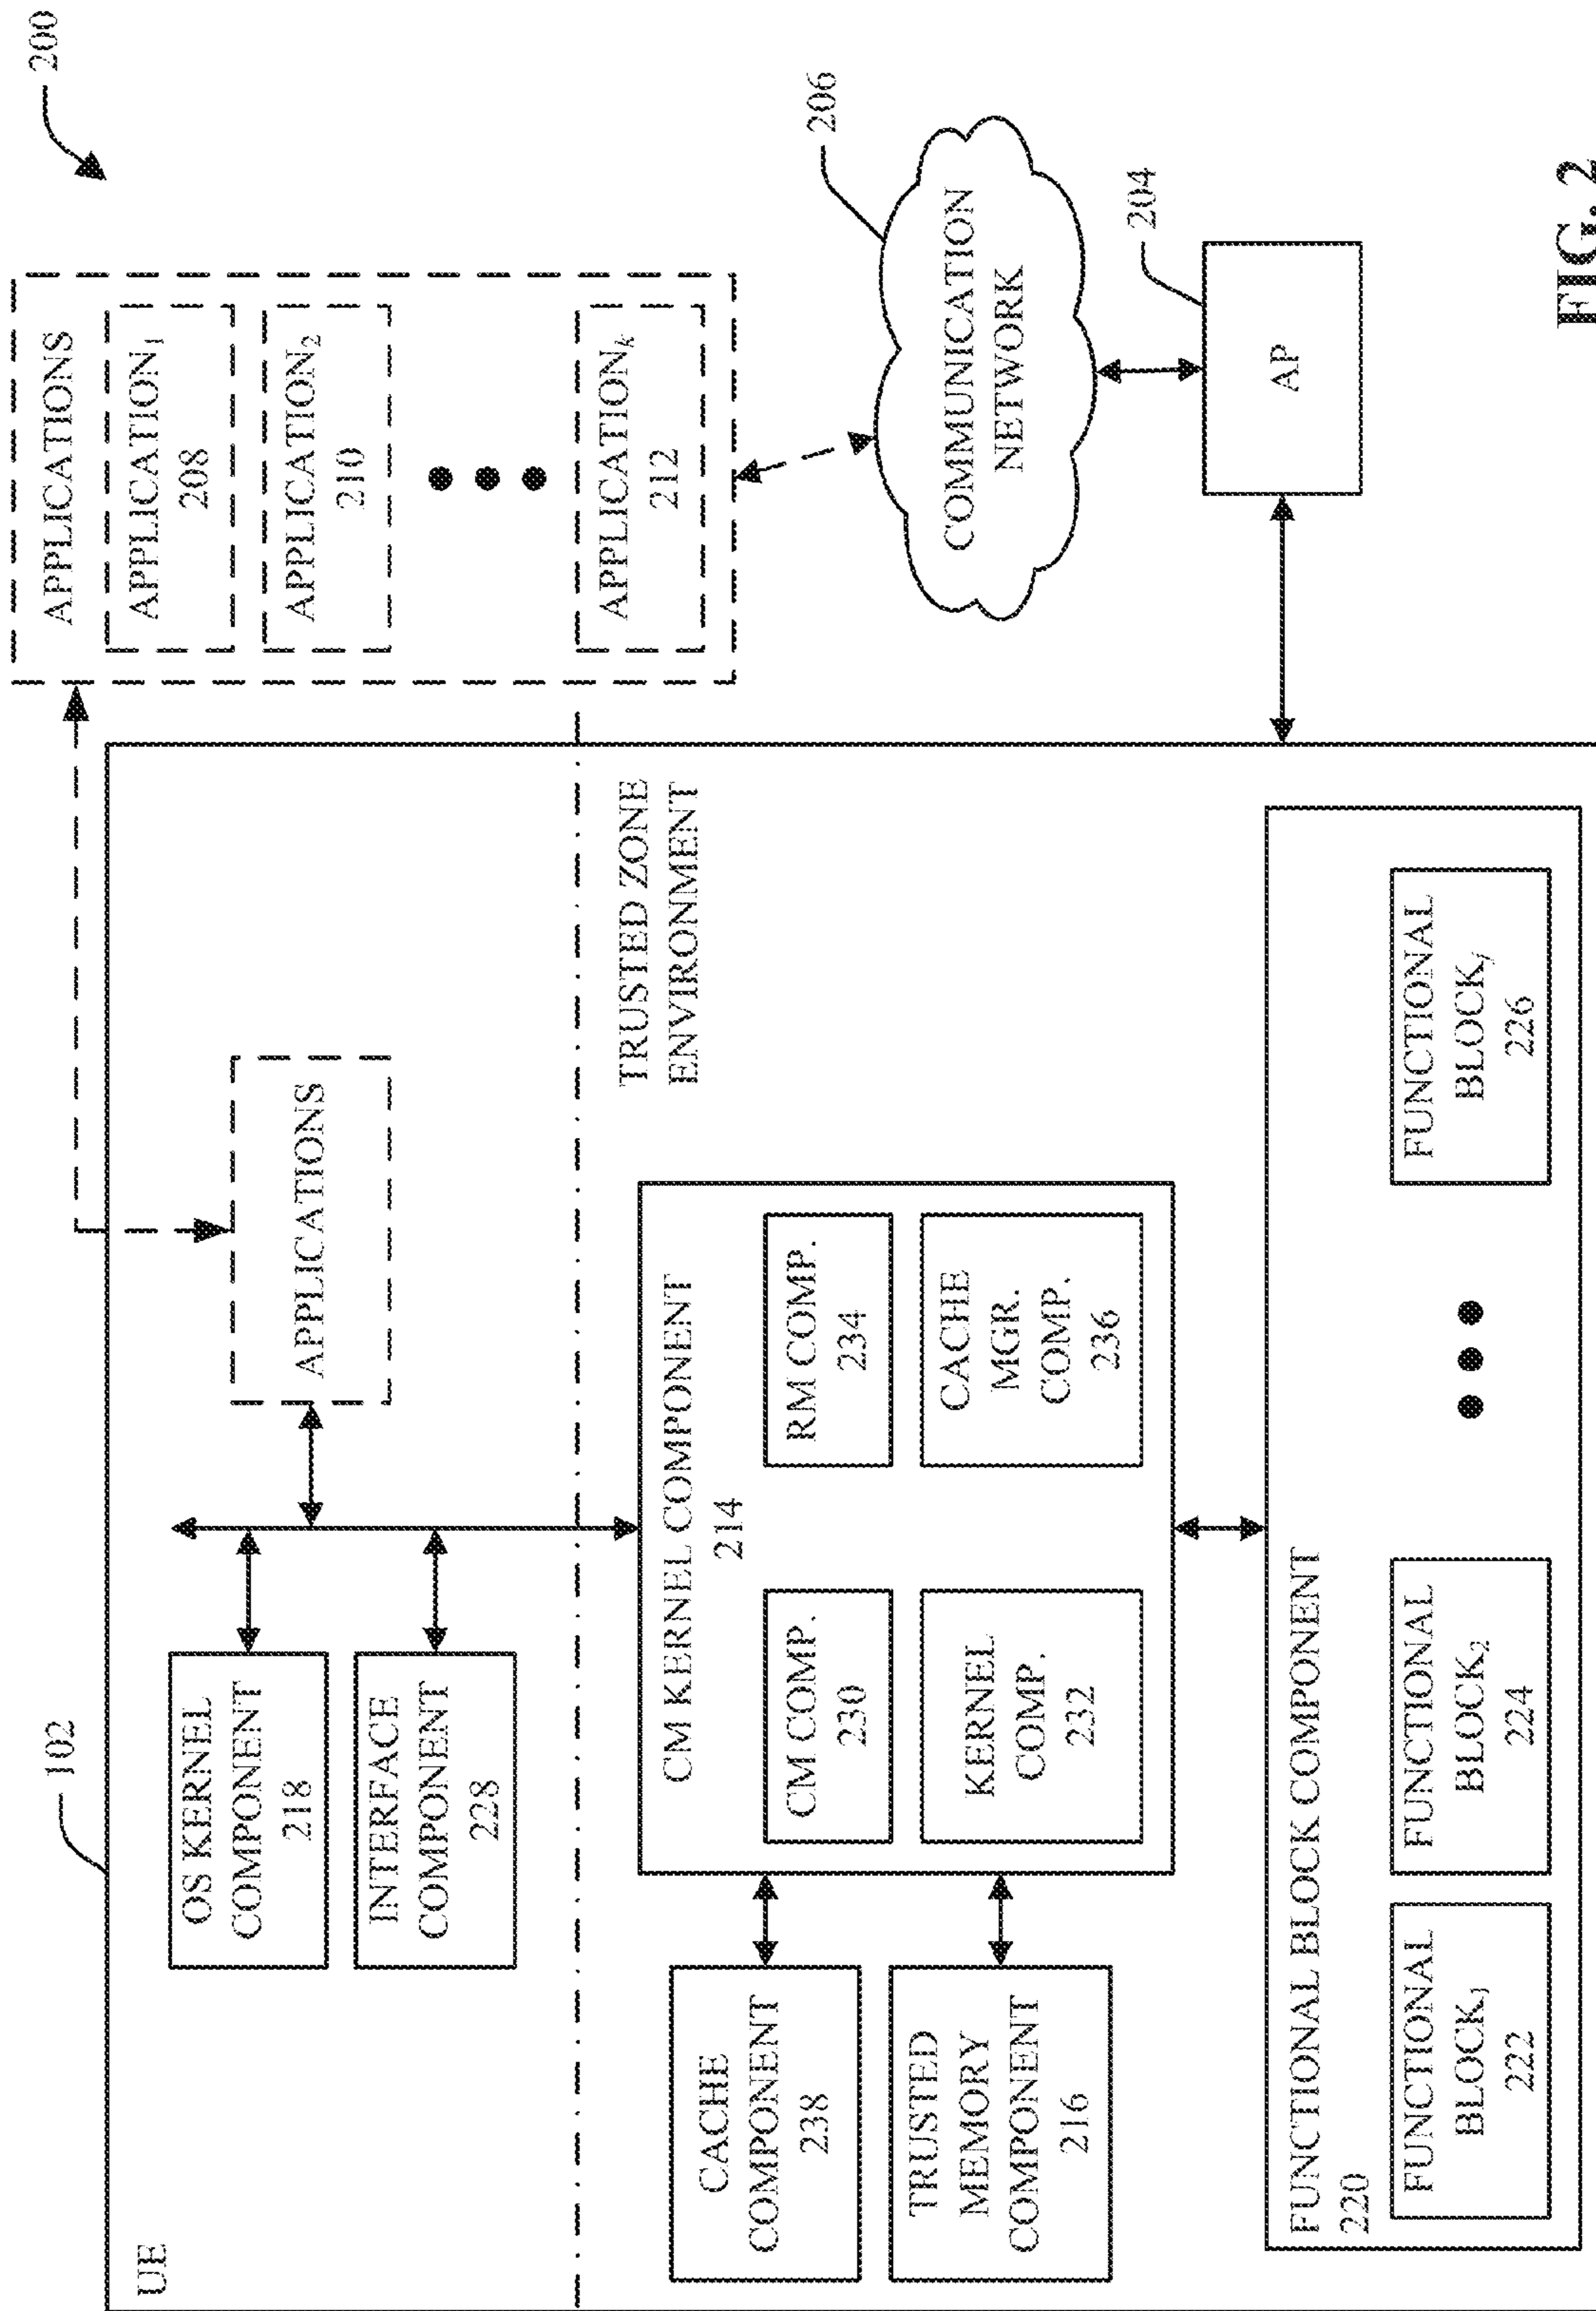 200
102
UE
OS KERNEL
COMPONENT
218
INTERFACE
COMPONENT
228
APPLICATIONS
APPLICATIONS
APPLICATION₁
208
APPLICATION₂
210
APPLICATIONₖ
212
TRUSTED ZONE
ENVIRONMENT
CACHE
COMPONENT
238
TRUSTED
MEMORY
COMPONENT
216
CM KERNEL COMPONENT
214
CM COMP.
230
RM COMP.
234
KERNEL
COMP.
232
CACHE
MGR.
COMP.
236
206
COMMUNICATION
NETWORK
204
AP
FUNCTIONAL BLOCK COMPONENT
220
FUNCTIONAL
BLOCK₁
222
FUNCTIONAL
BLOCK₂
224
FUNCTIONAL
BLOCKⱼ
226
FIG. 2